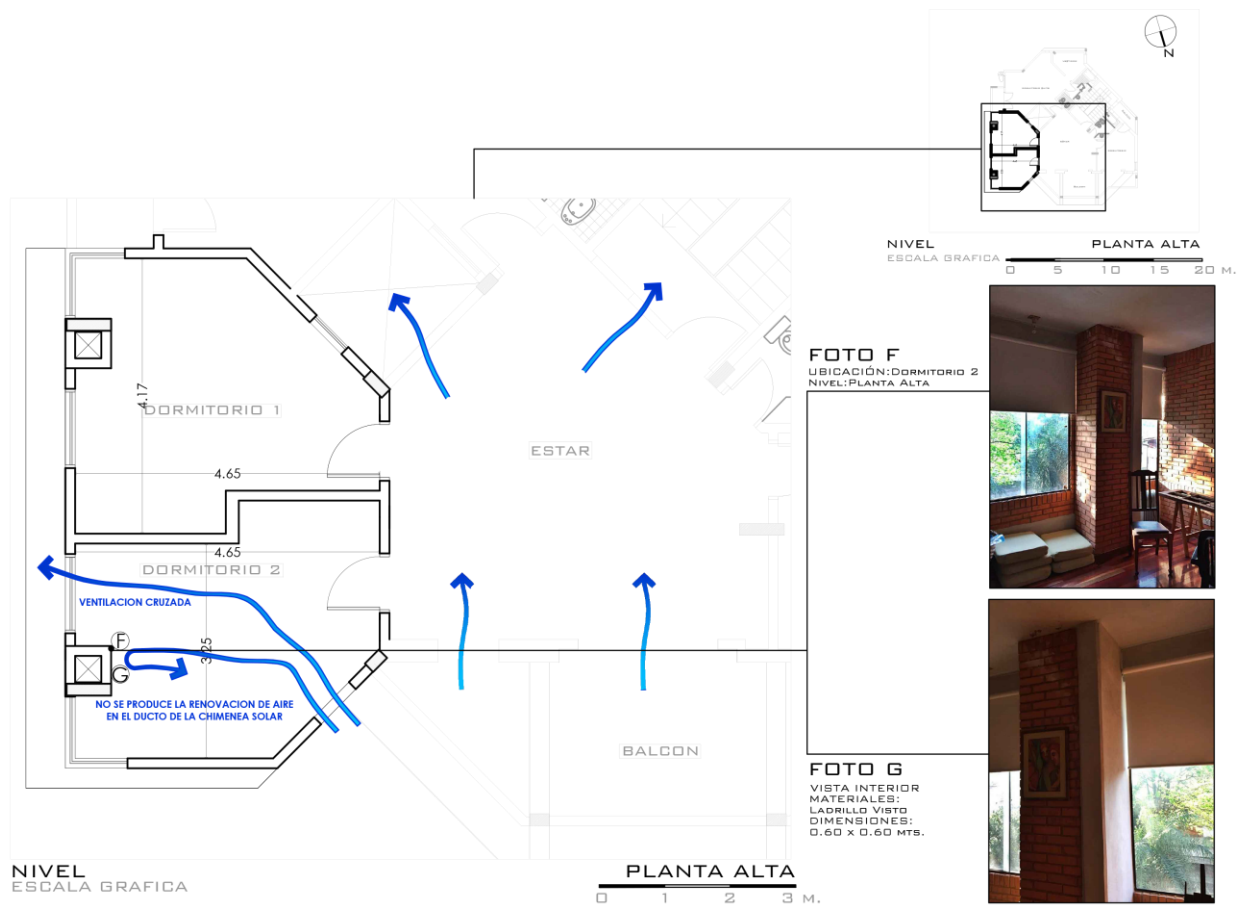 N
NIVEL
PLANTA ALTA
ESCALA GRAFICA
0 5 10 15 20 M.
FOTO F
UBICACIÓN:DORMITORIO 2
NIVEL:PLANTA ALTA
4.17
DORMITORIO 1
4.65
ESTAR
4.65
DORMITORIO 2
VENTILACION CRUZADA
F
3.25
G
NO SE PRODUCE LA RENOVACION DE AIRE
EN EL DUCTO DE LA CHIMENEA SOLAR
BALCON
FOTO G
VISTA INTERIOR
MATERIALES:
LADRILLO VISTO
DIMENSIONES:
0.60 X 0.60 MTS.
NIVEL
PLANTA ALTA
ESCALA GRAFICA
0 1 2 3 M.